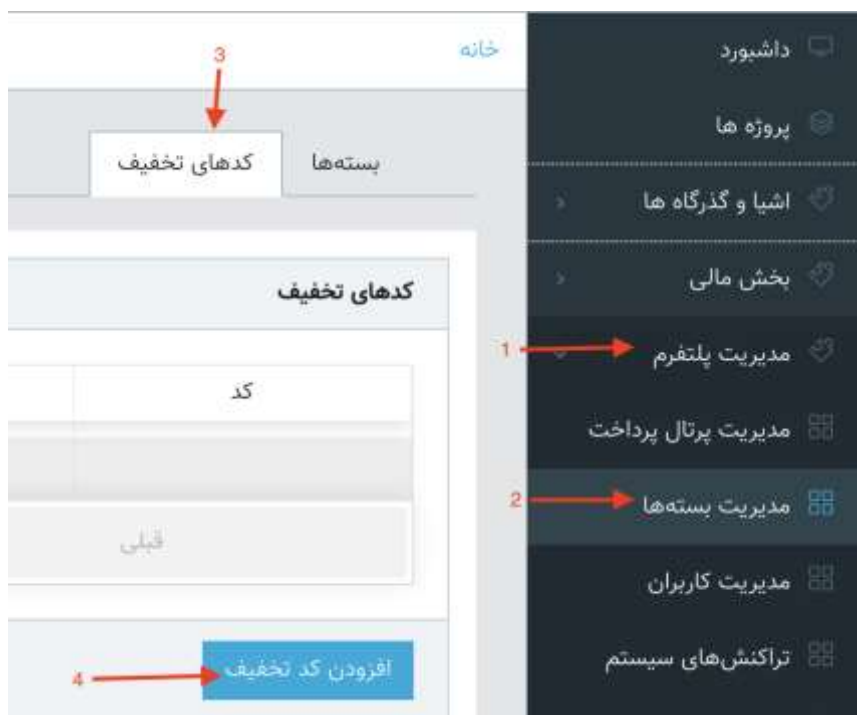 داشبورد
پروژه ها
اشیا و گذرگاه ها
بخش مالی
مدیریت پلتفرم
1
مدیریت پرتال پرداخت
مدیریت بسته‌ها
2
مدیریت کاربران
تراکنش‌های سیستم
خانه
3
بسته‌ها
کدهای تخفیف
کدهای تخفیف
کد
قبلی
افزودن کد تخفیف
4